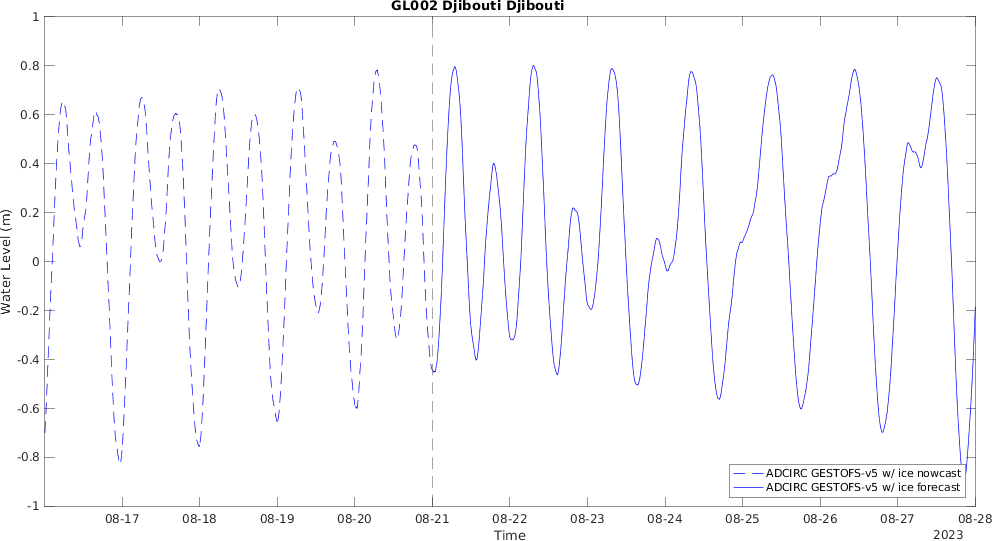 GL002 Djibouti Djibouti
1
0.8
0.6
0.4
0.2
0
-0.2
-0.4
-0.6
-0.8
-1
Water Level (m)
ADCIRC GESTOFS-v5 w/ ice nowcast
ADCIRC GESTOFS-v5 w/ ice forecast
08-17 08-18 08-19 08-20 08-21 08-22 08-23 08-24 08-25 08-26 08-27 08-28
Time
2023